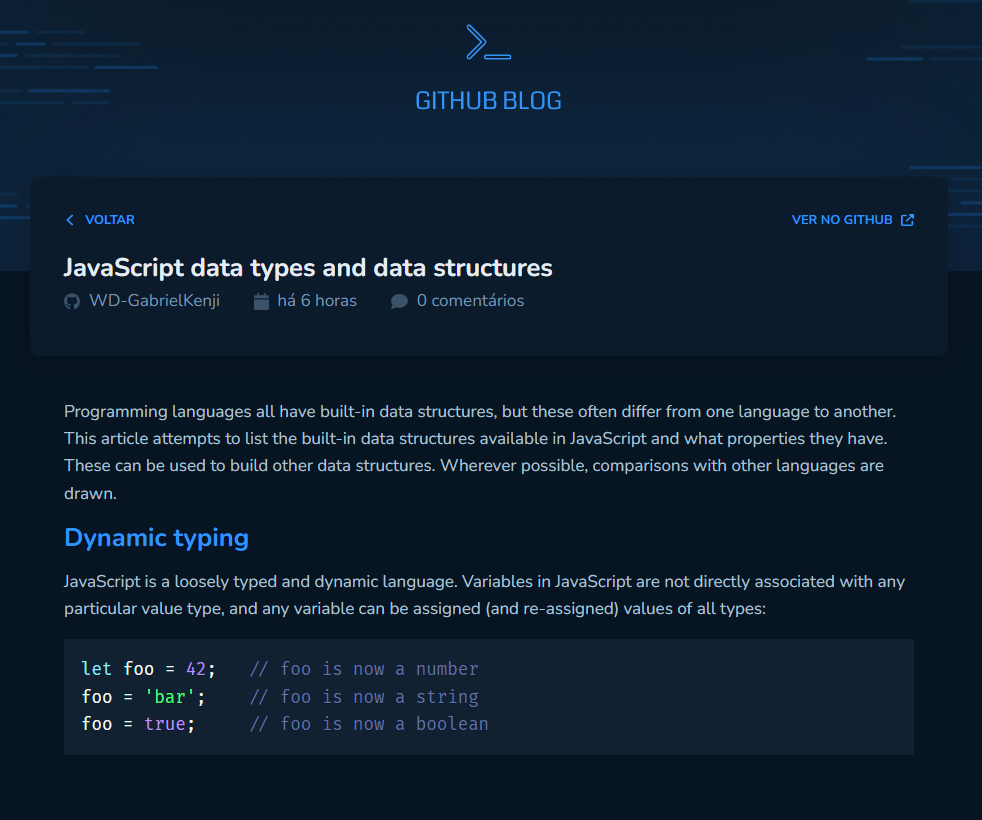 GITHUB BLOG
VOLTAR
VER NO GITHUB
JavaScript data types and data structures
WD-GabrielKenji há 6 horas 0 comentários
Programming languages all have built-in data structures, but these often differ from one language to another.
This article attempts to list the built-in data structures available in JavaScript and what properties they have.
These can be used to build other data structures. Wherever possible, comparisons with other languages are
drawn.
Dynamic typing
JavaScript is a loosely typed and dynamic language. Variables in JavaScript are not directly associated with any
particular value type, and any variable can be assigned (and re-assigned) values of all types:
let foo = 42;   // foo is now a number
foo = 'bar';    // foo is now a string
foo = true;     // foo is now a boolean